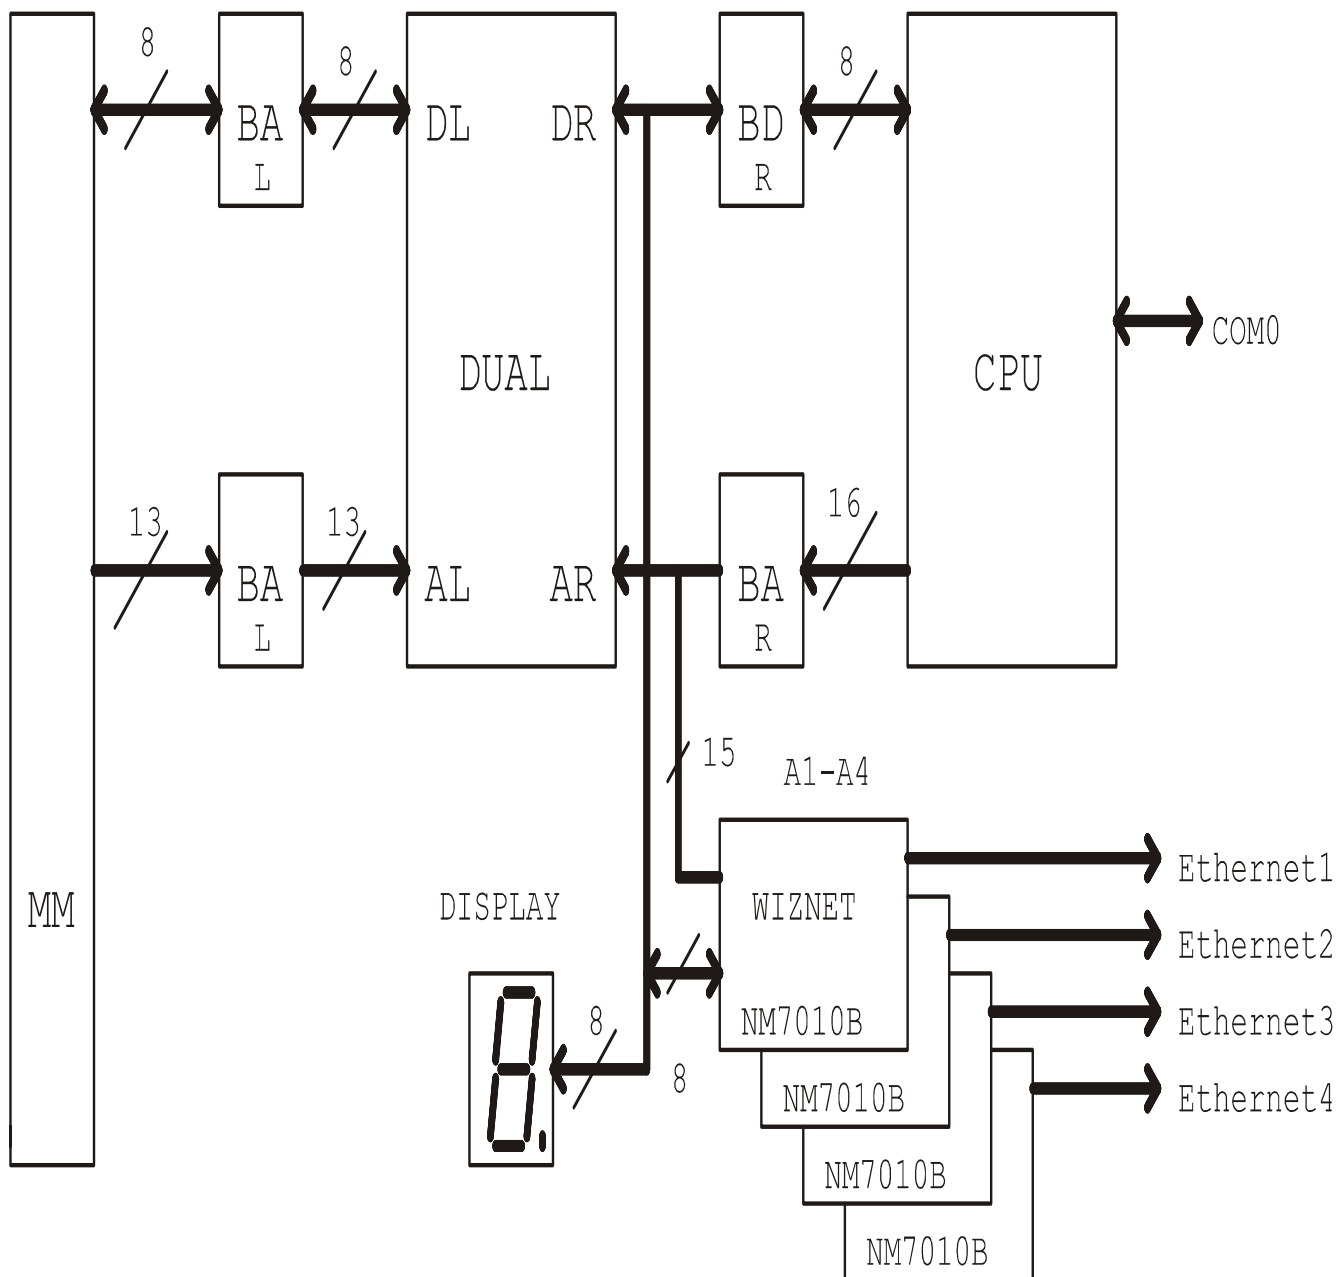 8
8
8
BA
L
DL
DR
BD
R
COM0
DUAL
CPU
13
13
16
BA
L
AL
AR
BA
R
15
A1-A4
MM
DISPLAY
WIZNET
Ethernet1
Ethernet2
NM7010B
Ethernet3
8
8
NM7010B
Ethernet4
NM7010B
NM7010B